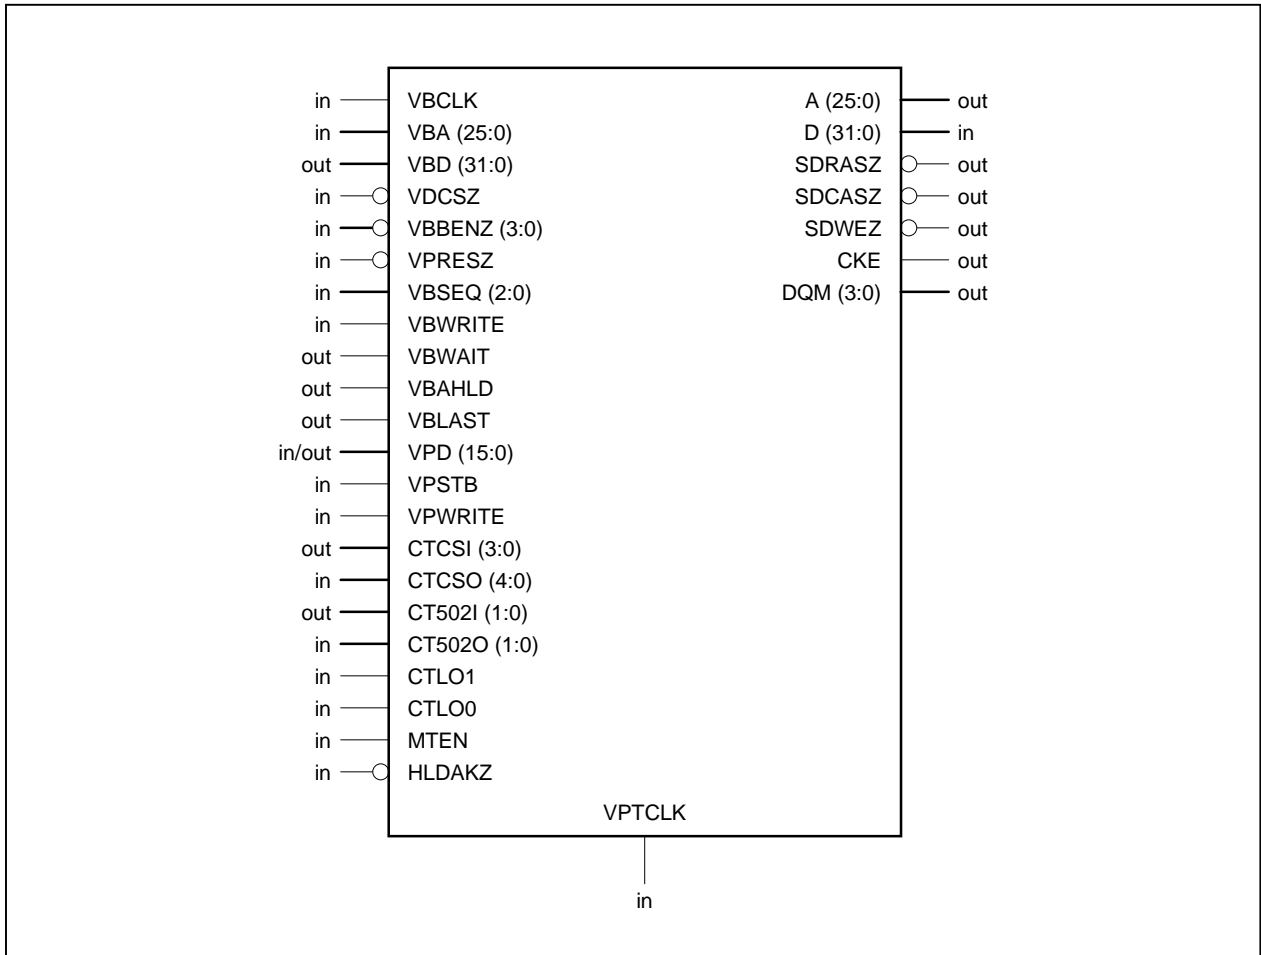 in VBCLK A (25:0) out
in VBA (25:0) D (31:0) in
out VBD (31:0) SDRASZ out
in VDCSZ SDCASZ out
in VBBENZ (3:0) SDWEZ out
in VPRESZ CKE out
in VBSEQ (2:0) DQM (3:0) out
in VBWRITE
out VBWAIT
out VBAHLD
out VBLAST
in/out VPD (15:0)
in VPSTB
in VPWRITE
out CTCSI (3:0)
in CTCSO (4:0)
out CT502I (1:0)
in CT502O (1:0)
in CTLO1
in CTLO0
in MTEN
in HLDAKZ
VPTCLK
in